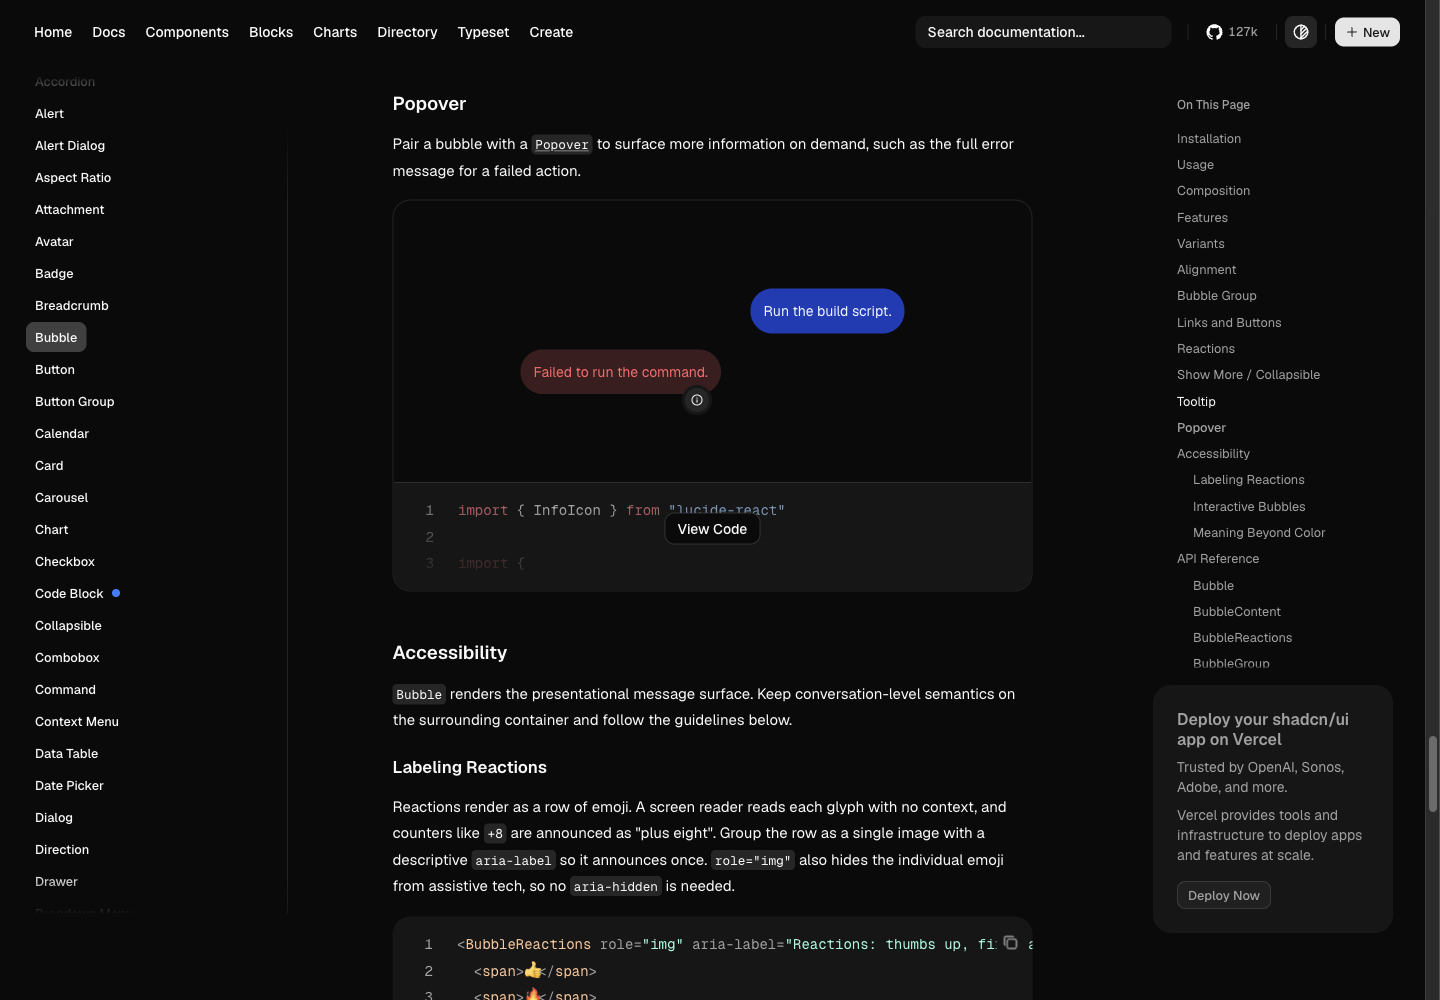 Home Docs Components Blocks Charts Directory Typeset Create
Search documentation...
127k
New
Accordion
Alert
Alert Dialog
Aspect Ratio
Attachment
Avatar
Badge
Breadcrumb
Bubble
Button
Button Group
Calendar
Card
Carousel
Chart
Checkbox
Code Block
Collapsible
Combobox
Command
Context Menu
Data Table
Date Picker
Dialog
Direction
Drawer
Dropdown Menu
Popover
Pair a bubble with a Popover to surface more information on demand, such as the full error
message for a failed action.
Run the build script.
Failed to run the command.
1 import { InfoIcon } from "lucide-react"
View Code
2
3 import {
Accessibility
Bubble renders the presentational message surface. Keep conversation-level semantics on
the surrounding container and follow the guidelines below.
Labeling Reactions
Reactions render as a row of emoji. A screen reader reads each glyph with no context, and
counters like +8 are announced as "plus eight". Group the row as a single image with a
descriptive aria-label so it announces once. role="img" also hides the individual emoji
from assistive tech, so no aria-hidden is needed.
1 <BubbleReactions role="img" aria-label="Reactions: thumbs up, fi
2 <span>👍</span>
3 <span>🔥</span>
On This Page
Installation
Usage
Composition
Features
Variants
Alignment
Bubble Group
Links and Buttons
Reactions
Show More / Collapsible
Tooltip
Popover
Accessibility
Labeling Reactions
Interactive Bubbles
Meaning Beyond Color
API Reference
Bubble
BubbleContent
BubbleReactions
BubbleGroup
Deploy your shadcn/ui
app on Vercel
Trusted by OpenAI, Sonos,
Adobe, and more.
Vercel provides tools and
infrastructure to deploy apps
and features at scale.
Deploy Now